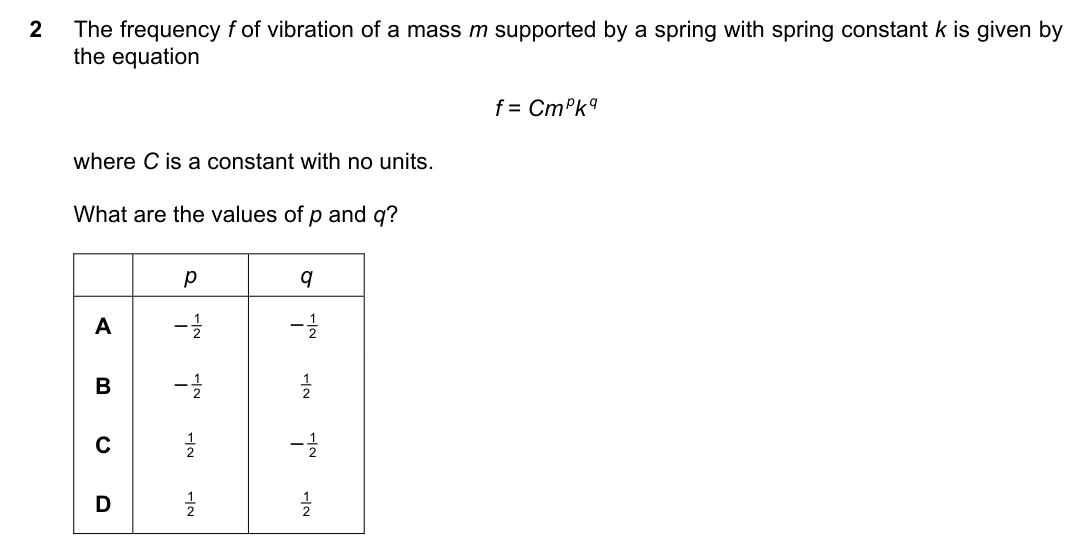 2 The frequency f of vibration of a mass m supported by a spring with spring constant k is given by
the equation
f = Cmᵖkᵠ
where C is a constant with no units.
What are the values of p and q?
p q
A −1/2 −1/2
B −1/2 1/2
C 1/2 −1/2
D 1/2 1/2